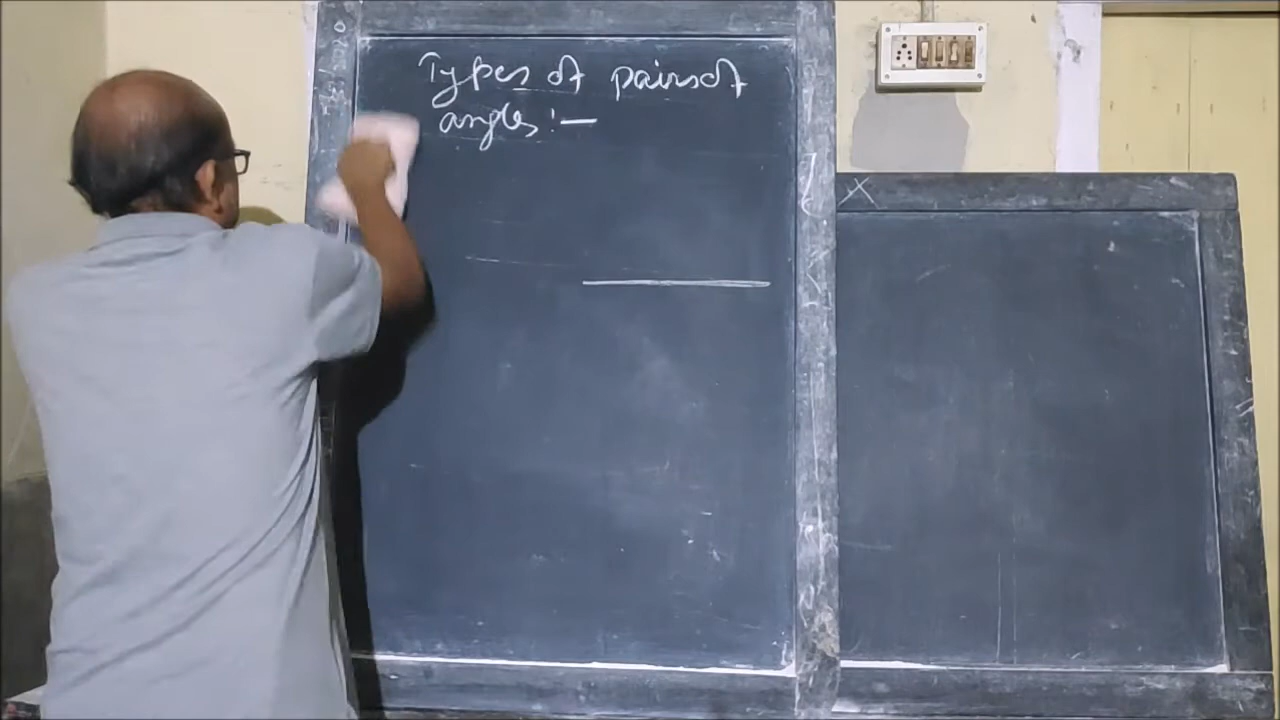 Types of pairs of
angles :—